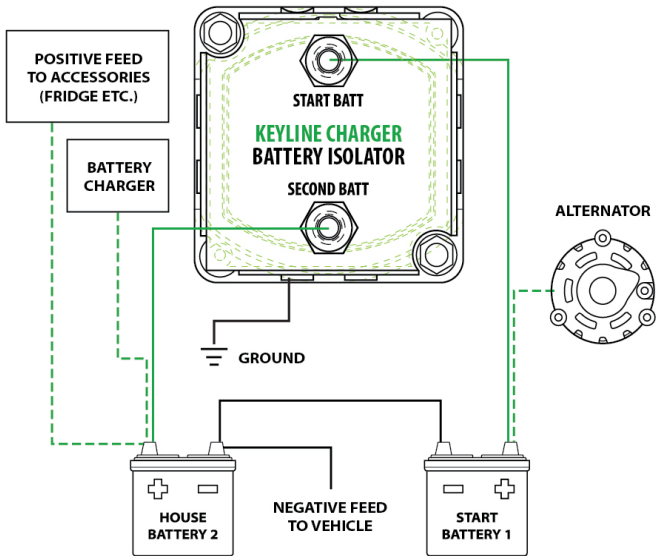 POSITIVE FEED
TO ACCESSORIES
(FRIDGE ETC.)
BATTERY
CHARGER
START BATT
KEYLINE CHARGER
BATTERY ISOLATOR
SECOND BATT
ALTERNATOR
GROUND
+ −
HOUSE
BATTERY 2
NEGATIVE FEED
TO VEHICLE
− +
START
BATTERY 1